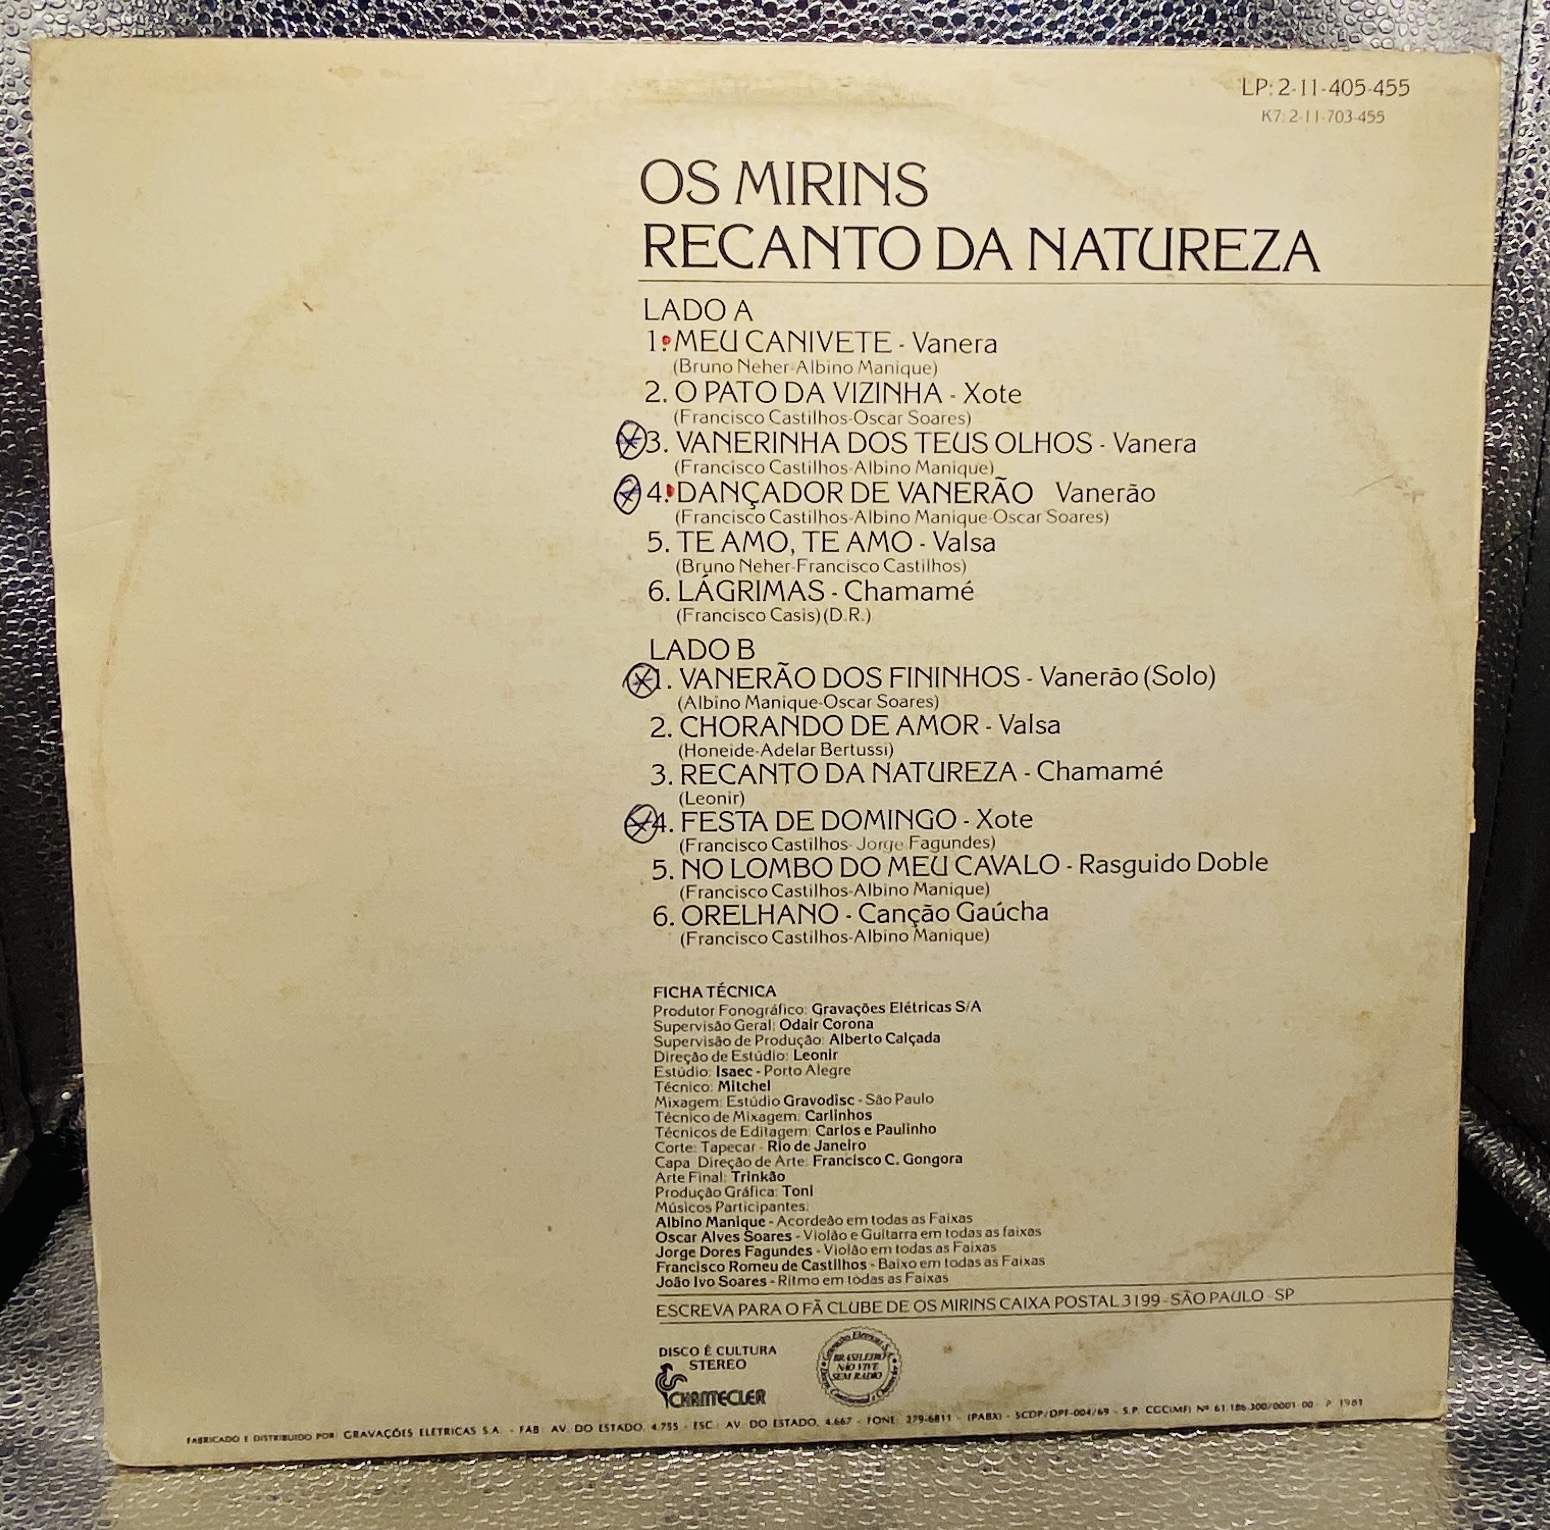 LP: 2-11-405-455
K7: 2-11-703-455
OS MIRINS
RECANTO DA NATUREZA
LADO A
1. MEU CANIVETE - Vanera
(Bruno Neher-Albino Manique)
2. O PATO DA VIZINHA - Xote
(Francisco Castilhos-Oscar Soares)
3. VANERINHA DOS TEUS OLHOS - Vanera
(Francisco Castilhos-Albino Manique)
4. DANÇADOR DE VANERÃO Vanerão
(Francisco Castilhos-Albino Manique-Oscar Soares)
5. TE AMO, TE AMO - Valsa
(Bruno Neher-Francisco Castilhos)
6. LÁGRIMAS - Chamamé
(Francisco Casis) (D.R.)
LADO B
1. VANERÃO DOS FININHOS - Vanerão (Solo)
(Albino Manique-Oscar Soares)
2. CHORANDO DE AMOR - Valsa
(Honeide-Adelar Bertussi)
3. RECANTO DA NATUREZA - Chamamé
(Leonir)
4. FESTA DE DOMINGO - Xote
(Francisco Castilhos-Jorge Fagundes)
5. NO LOMBO DO MEU CAVALO - Rasguido Doble
(Francisco Castilhos-Albino Manique)
6. ORELHANO - Canção Gaúcha
(Francisco Castilhos-Albino Manique)
FICHA TÉCNICA
Produtor Fonográfico: Gravações Elétricas S/A
Supervisão Geral: Odair Corona
Supervisão de Produção: Alberto Calçada
Direção de Estúdio: Leonir
Estúdio: Isaec - Porto Alegre
Técnico: Mitchel
Mixagem: Estúdio Gravodisc - São Paulo
Técnico de Mixagem: Carlinhos
Técnicos de Editagem: Carlos e Paulinho
Corte: Tapecar - Rio de Janeiro
Capa Direção de Arte: Francisco C. Gongora
Arte Final: Trinkão
Produção Gráfica: Toni
Músicos Participantes:
Albino Manique - Acordeão em todas as Faixas
Oscar Alves Soares - Violão e Guitarra em todas as faixas
Jorge Dores Fagundes - Violão em todas as Faixas
Francisco Romeu de Castilhos - Baixo em todas as Faixas
João Ivo Soares - Ritmo em todas as Faixas
ESCREVA PARA O FÃ CLUBE DE OS MIRINS CAIXA POSTAL 3199 - SÃO PAULO - SP
DISCO É CULTURA
STEREO
CHANTECLER
BRASILEIRO
NÃO VIVE
SEM RÁDIO
FABRICADO E DISTRIBUIDO POR: GRAVAÇÕES ELETRICAS S.A. - FAB: AV. DO ESTADO, 4.755 - ESC: AV. DO ESTADO, 4.667 - FONE: 279-6811 - (PABX) - SCDP/DPF-004/69 - S.P. CGC(MF) Nº 61.186.300/0001-00 - P 1981